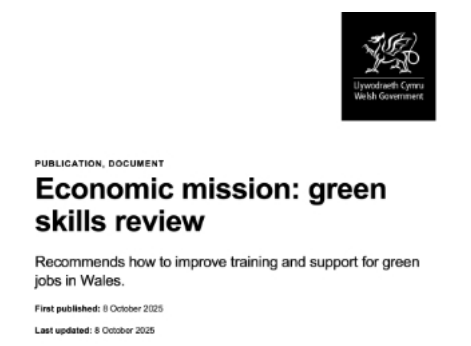 Llywodraeth Cymru
Welsh Government
PUBLICATION, DOCUMENT
Economic mission: green
skills review
Recommends how to improve training and support for green
jobs in Wales.
First published: 8 October 2025
Last updated: 8 October 2025